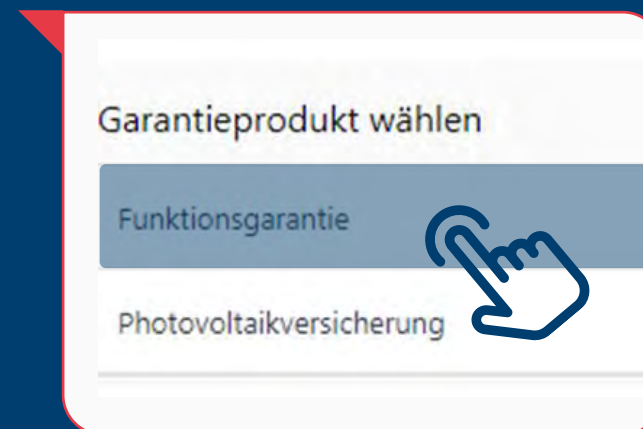 Garantieprodukt wählen
Funktionsgarantie
Photovoltaikversicherung